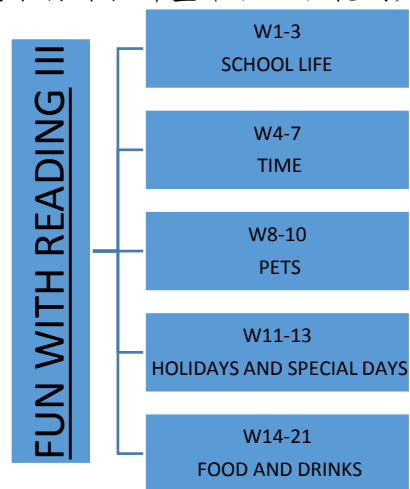 FUN WITH READING III
W1-3
SCHOOL LIFE
W4-7
TIME
W8-10
PETS
W11-13
HOLIDAYS AND SPECIAL DAYS
W14-21
FOOD AND DRINKS